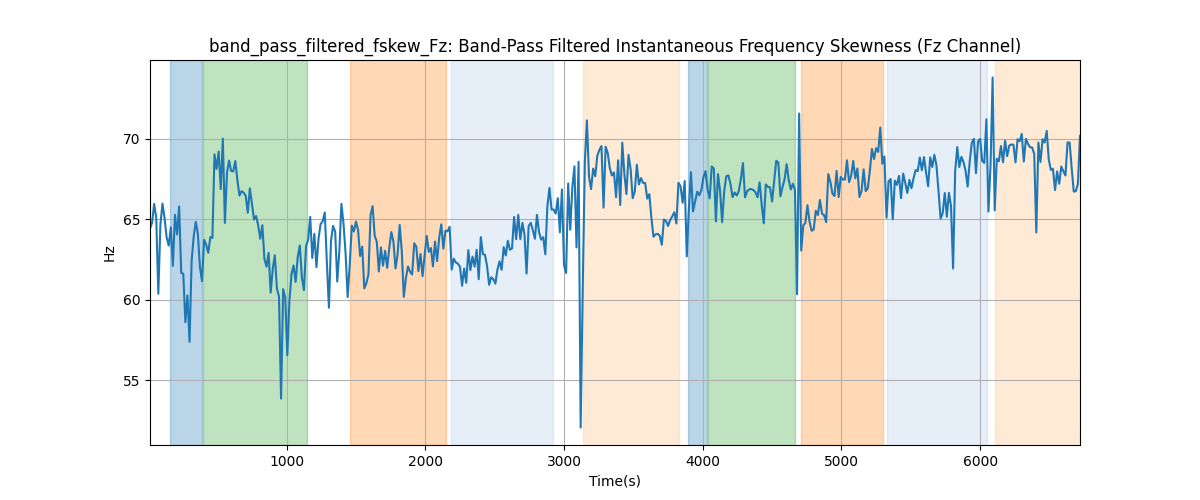 band_pass_filtered_fskew_Fz: Band-Pass Filtered Instantaneous Frequency Skewness (Fz Channel)
70
65
60
55
Hz
1000 2000 3000 4000 5000 6000
Time(s)